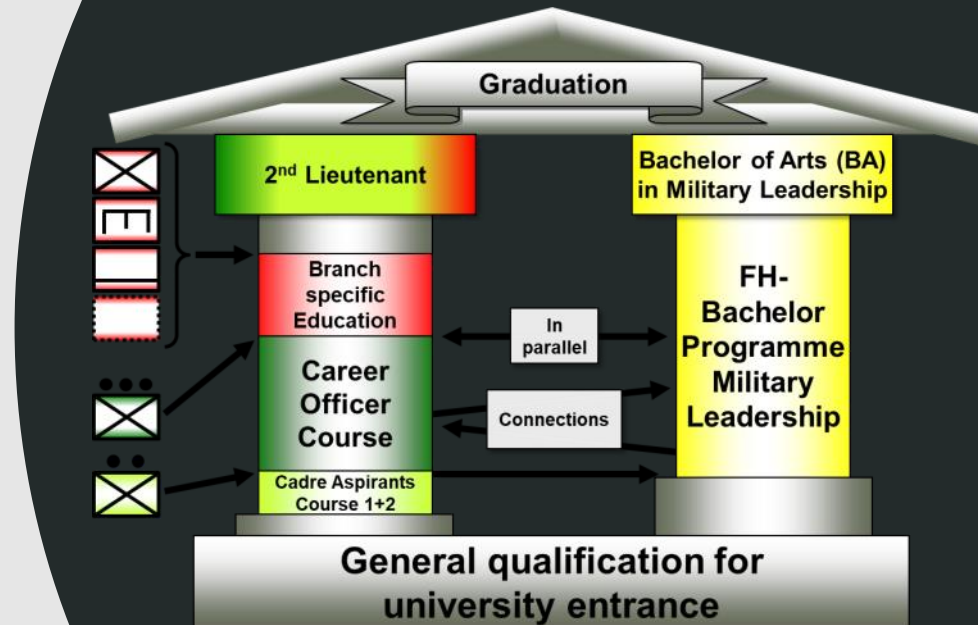 Graduation
2nd Lieutenant
Bachelor of Arts (BA)
in Military Leadership
Branch
specific
Education
In
parallel
FH-
Bachelor
Programme
Military
Leadership
Career
Officer
Course
Connections
Cadre Aspirants
Course 1+2
General qualification for
university entrance